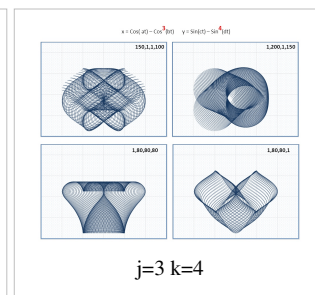 x = Cos( at) – Cos³(bt)    y = Sin(ct) – Sin⁴(dt)
150,1,1,100
1,200,1,150
1,80,80,80
1,80,80,1
j=3 k=4